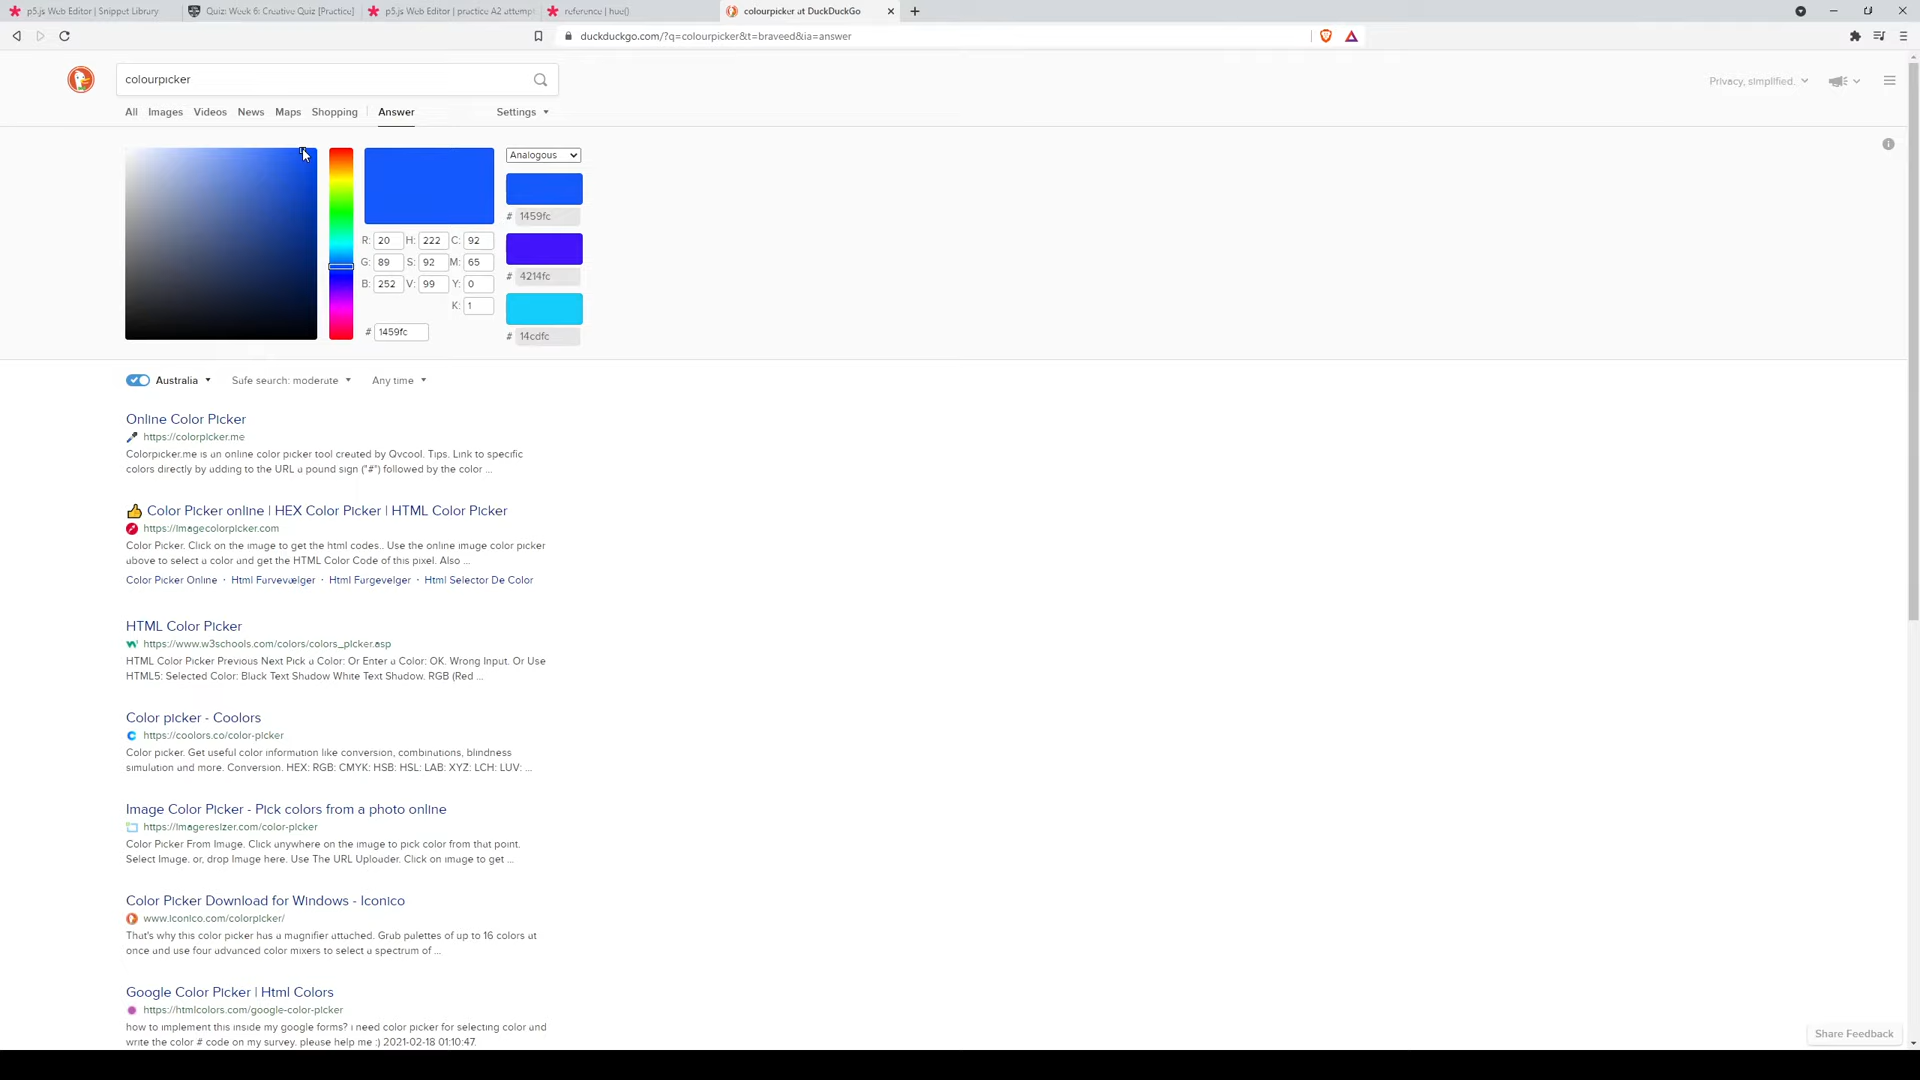 p5.js Web Editor | Snippet Library
Quiz: Week 6: Creative Quiz [Practice]
p5.js Web Editor | practice A2 attemp
reference | hue()
colourpicker at DuckDuckGo
duckduckgo.com/?q=colourpicker&t=braveed&ia=answer
colourpicker
Privacy, simplified.
All Images Videos News Maps Shopping Answer Settings
Analogous
# 1459fc
R: 20 H: 222 C: 92
G: 89 S: 92 M: 65
B: 252 V: 99 Y: 0
K: 1
# 1459fc
# 4214fc
# 14cdfc
Australia Safe search: moderate Any time
Online Color Picker
https://colorpicker.me
Colorpicker.me is an online color picker tool created by Qvcool. Tips. Link to specific
colors directly by adding to the URL a pound sign ("#") followed by the color ...
Color Picker online | HEX Color Picker | HTML Color Picker
https://imagecolorpicker.com
Color Picker. Click on the image to get the html codes.. Use the online image color picker
above to select a color and get the HTML Color Code of this pixel. Also ...
Color Picker Online · Html Farvevælger · Html Fargevelger · Html Selector De Color
HTML Color Picker
https://www.w3schools.com/colors/colors_picker.asp
HTML Color Picker Previous Next Pick a Color: Or Enter a Color: OK. Wrong Input. Or Use
HTML5: Selected Color: Black Text Shadow White Text Shadow. RGB (Red ...
Color picker - Coolors
https://coolors.co/color-picker
Color picker. Get useful color information like conversion, combinations, blindness
simulation and more. Conversion. HEX: RGB: CMYK: HSB: HSL: LAB: XYZ: LCH: LUV: ...
Image Color Picker - Pick colors from a photo online
https://imageresizer.com/color-picker
Color Picker From Image. Click anywhere on the image to pick color from that point.
Select Image. or, drop Image here. Use The URL Uploader. Click on image to get ...
Color Picker Download for Windows - Iconico
www.iconico.com/colorpicker/
That's why this color picker has a magnifier attached. Grab palettes of up to 16 colors at
once and use four advanced color mixers to select a spectrum of ...
Google Color Picker | Html Colors
https://htmlcolors.com/google-color-picker
how to implement this inside my google forms? i need color picker for selecting color and
write the color # code on my survey. please help me :) 2021-02-18 01:10:47.
Share Feedback